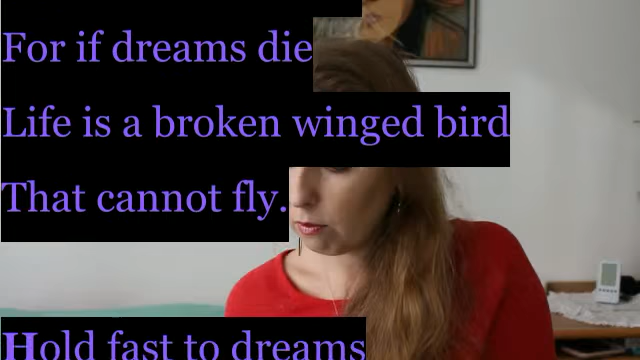 For if dreams die
Life is a broken winged bird
That cannot fly.
Hold fast to dreams